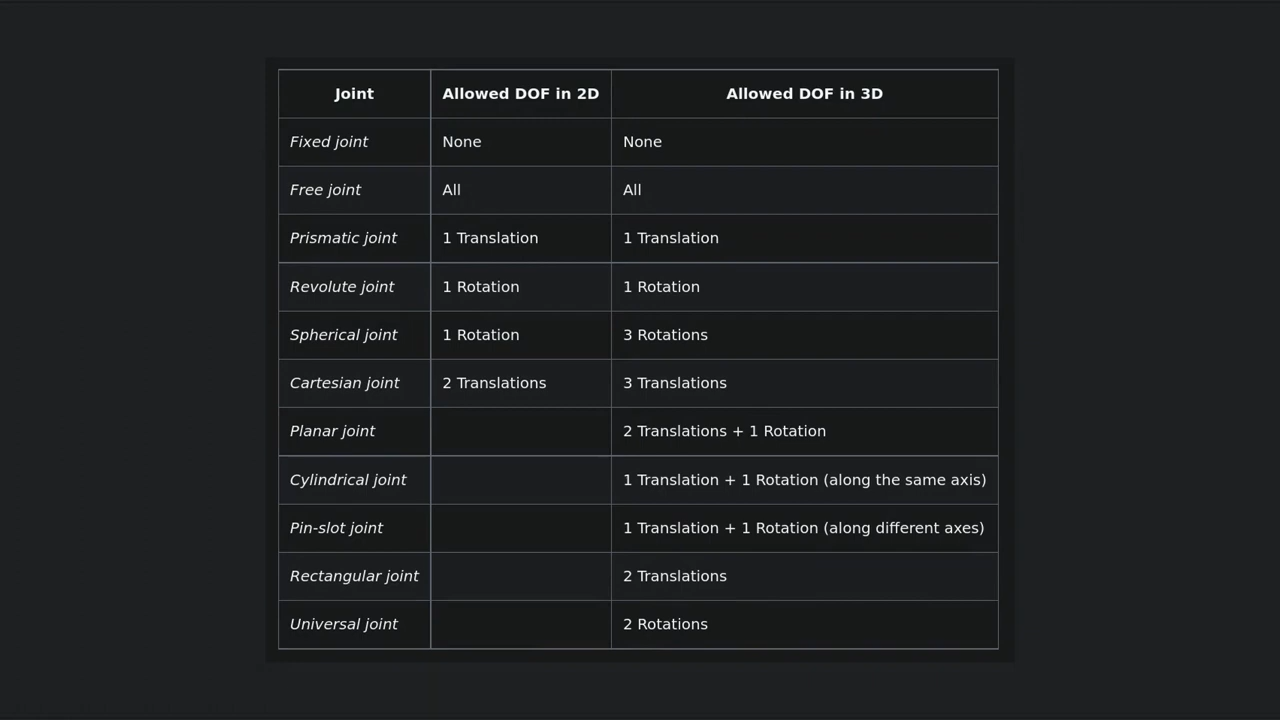 Joint Allowed DOF in 2D Allowed DOF in 3D
Fixed joint None None
Free joint All All
Prismatic joint 1 Translation 1 Translation
Revolute joint 1 Rotation 1 Rotation
Spherical joint 1 Rotation 3 Rotations
Cartesian joint 2 Translations 3 Translations
Planar joint 2 Translations + 1 Rotation
Cylindrical joint 1 Translation + 1 Rotation (along the same axis)
Pin-slot joint 1 Translation + 1 Rotation (along different axes)
Rectangular joint 2 Translations
Universal joint 2 Rotations